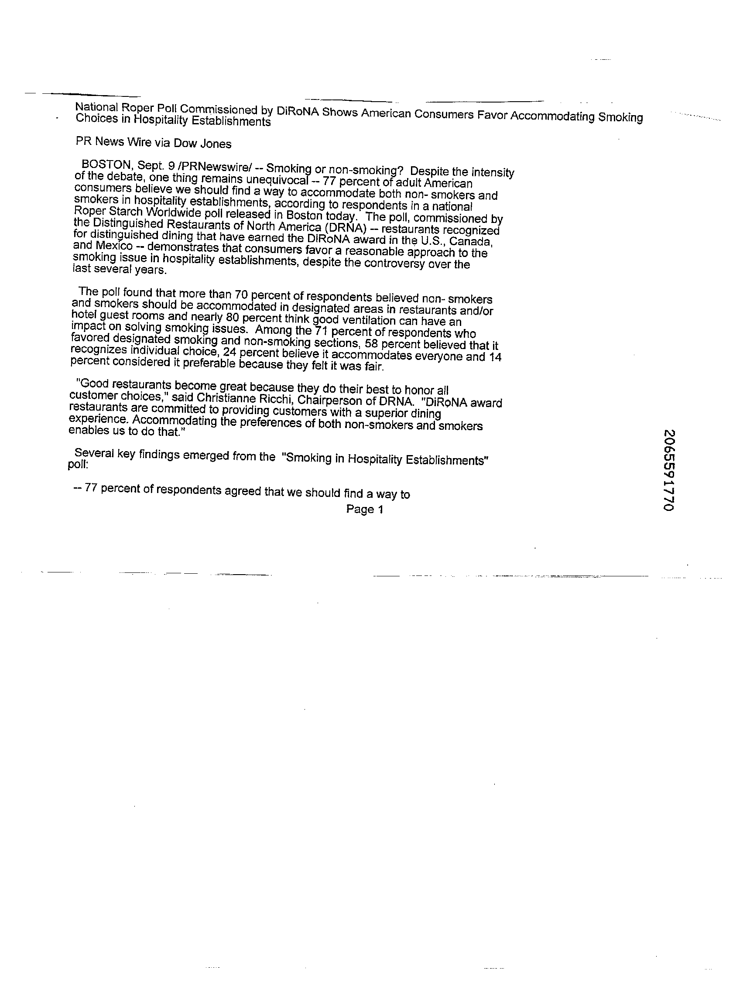 National Roper Poll Commissioned by DiRoNA Shows American Consumers Favor Accommodating Smoking
Choices in Hospitality Establishments
PR News Wire via Dow Jones
BOSTON, Sept. 9 /PRNewswire/ -- Smoking or non-smoking? Despite the intensity
of the debate, one thing remains unequivocal -- 77 percent of adult American
consumers believe we should find a way to accommodate both non- smokers and
smokers in hospitality establishments, according to respondents in a national
Roper Starch Worldwide poll released in Boston today. The poll, commissioned by
the Distinguished Restaurants of North America (DRNA) -- restaurants recognized
for distinguished dining that have earned the DiRoNA award in the U.S., Canada,
and Mexico -- demonstrates that consumers favor a reasonable approach to the
smoking issue in hospitality establishments, despite the controversy over the
last several years.
The poll found that more than 70 percent of respondents believed non- smokers
and smokers should be accommodated in designated areas in restaurants and/or
hotel guest rooms and nearly 80 percent think good ventilation can have an
impact on solving smoking issues. Among the 71 percent of respondents who
favored designated smoking and non-smoking sections, 58 percent believed that it
recognizes individual choice, 24 percent believe it accommodates everyone and 14
percent considered it preferable because they felt it was fair.
"Good restaurants become great because they do their best to honor all
customer choices," said Christianne Ricchi, Chairperson of DRNA. "DiRoNA award
restaurants are committed to providing customers with a superior dining
experience. Accommodating the preferences of both non-smokers and smokers
enables us to do that."
Several key findings emerged from the "Smoking in Hospitality Establishments"
poll:
-- 77 percent of respondents agreed that we should find a way to
Page 1
2065591770